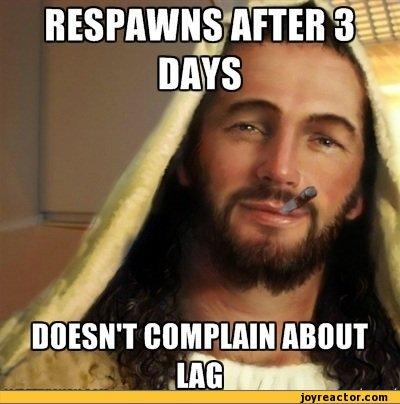 RESPAWNS AFTER 3
DAYS
DOESN'T COMPLAIN ABOUT
LAG
joyreactor.com